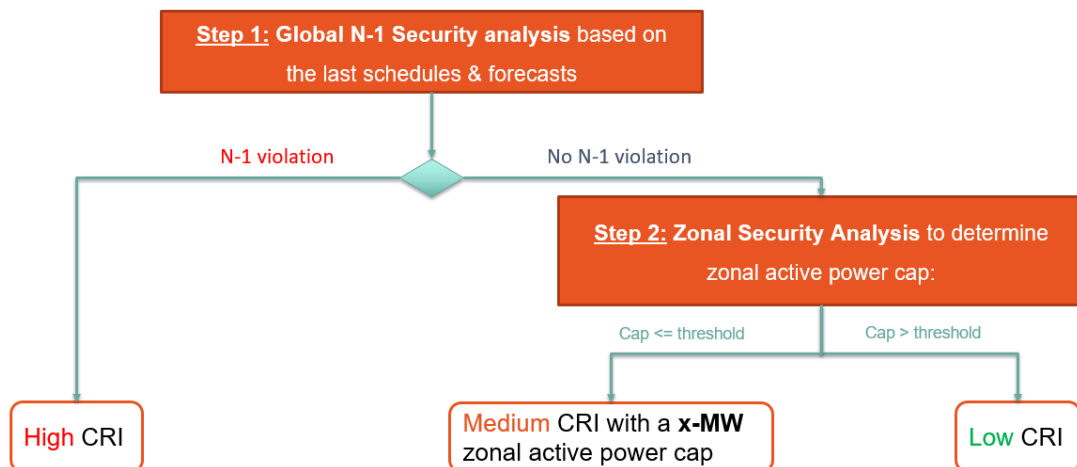 Step 1: Global N-1 Security analysis based on
the last schedules & forecasts
N-1 violation
No N-1 violation
Step 2: Zonal Security Analysis to determine
zonal active power cap:
Cap <= threshold
Cap > threshold
High CRI
Medium CRI with a x-MW
zonal active power cap
Low CRI